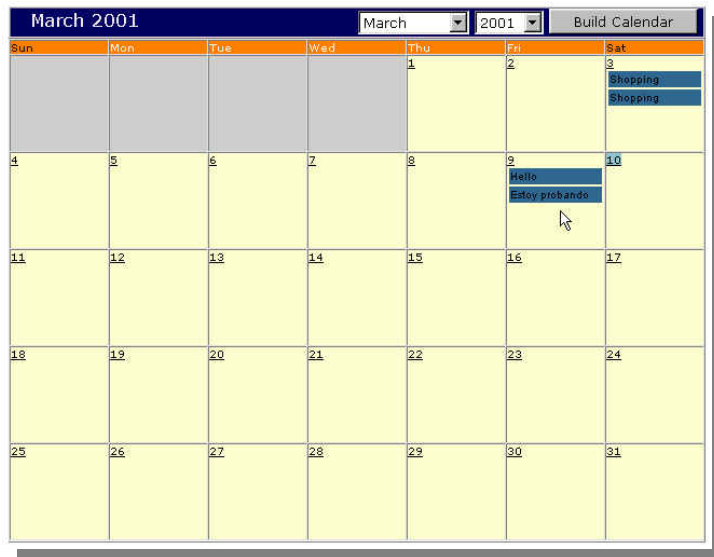 March 2001 March 2001 Build Calendar
Sun Mon Tue Wed Thu Fri Sat
1 2 3
Shopping
Shopping
4 5 6 7 8 9 10
Hello
Estoy probando
11 12 13 14 15 16 17
18 19 20 21 22 23 24
25 26 27 28 29 30 31